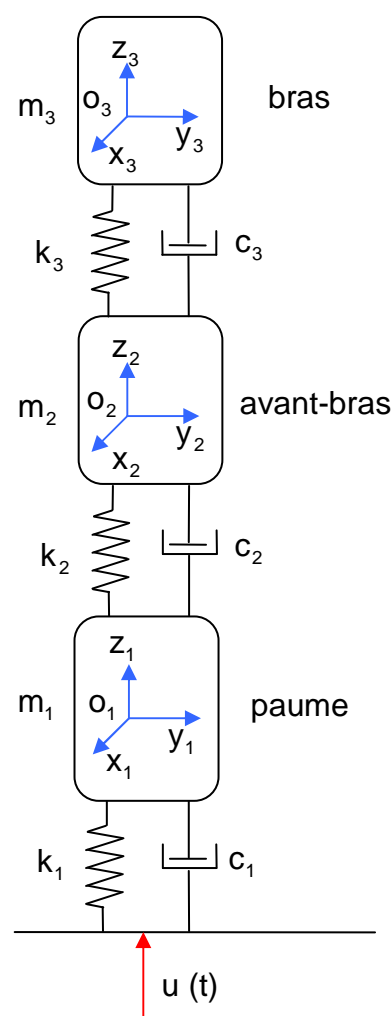 z₃
m₃ o₃ bras
y₃
x₃
k₃ c₃
z₂
m₂ o₂ avant-bras
y₂
x₂
k₂ c₂
z₁
m₁ o₁ paume
y₁
x₁
k₁ c₁
u (t)